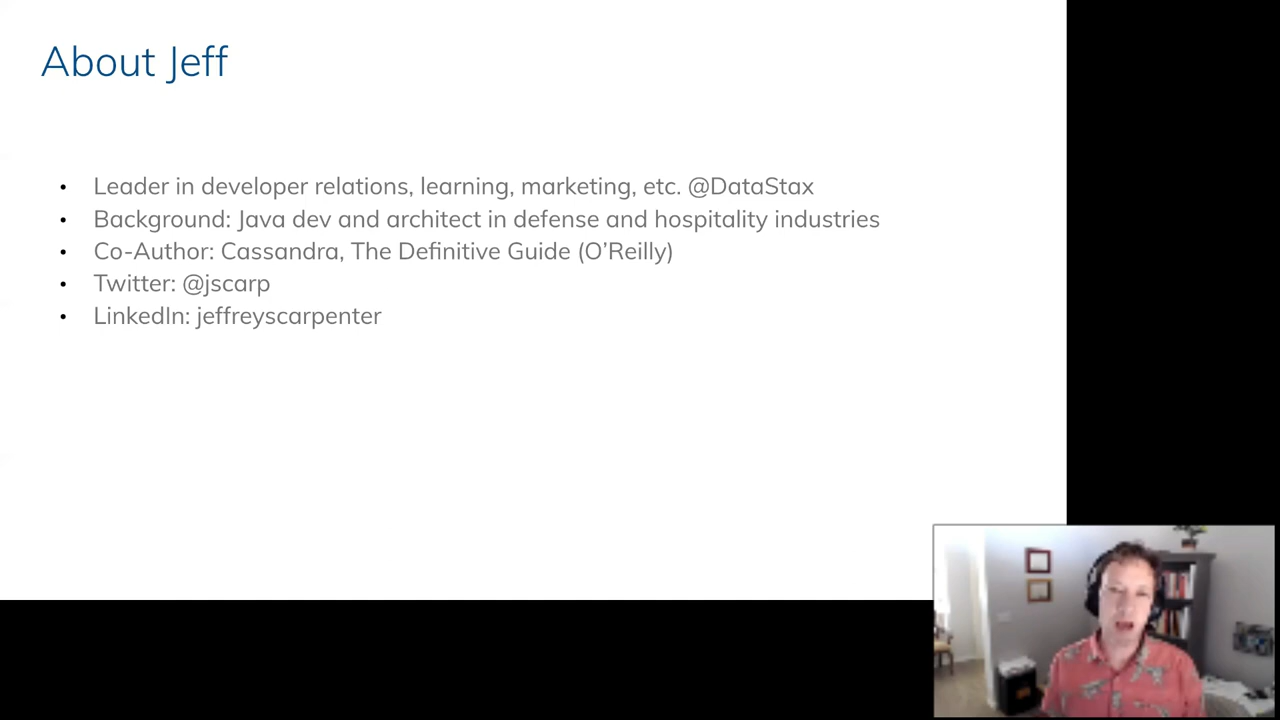 About Jeff
• Leader in developer relations, learning, marketing, etc. @DataStax
• Background: Java dev and architect in defense and hospitality industries
• Co-Author: Cassandra, The Definitive Guide (O’Reilly)
• Twitter: @jscarp
• LinkedIn: jeffreyscarpenter